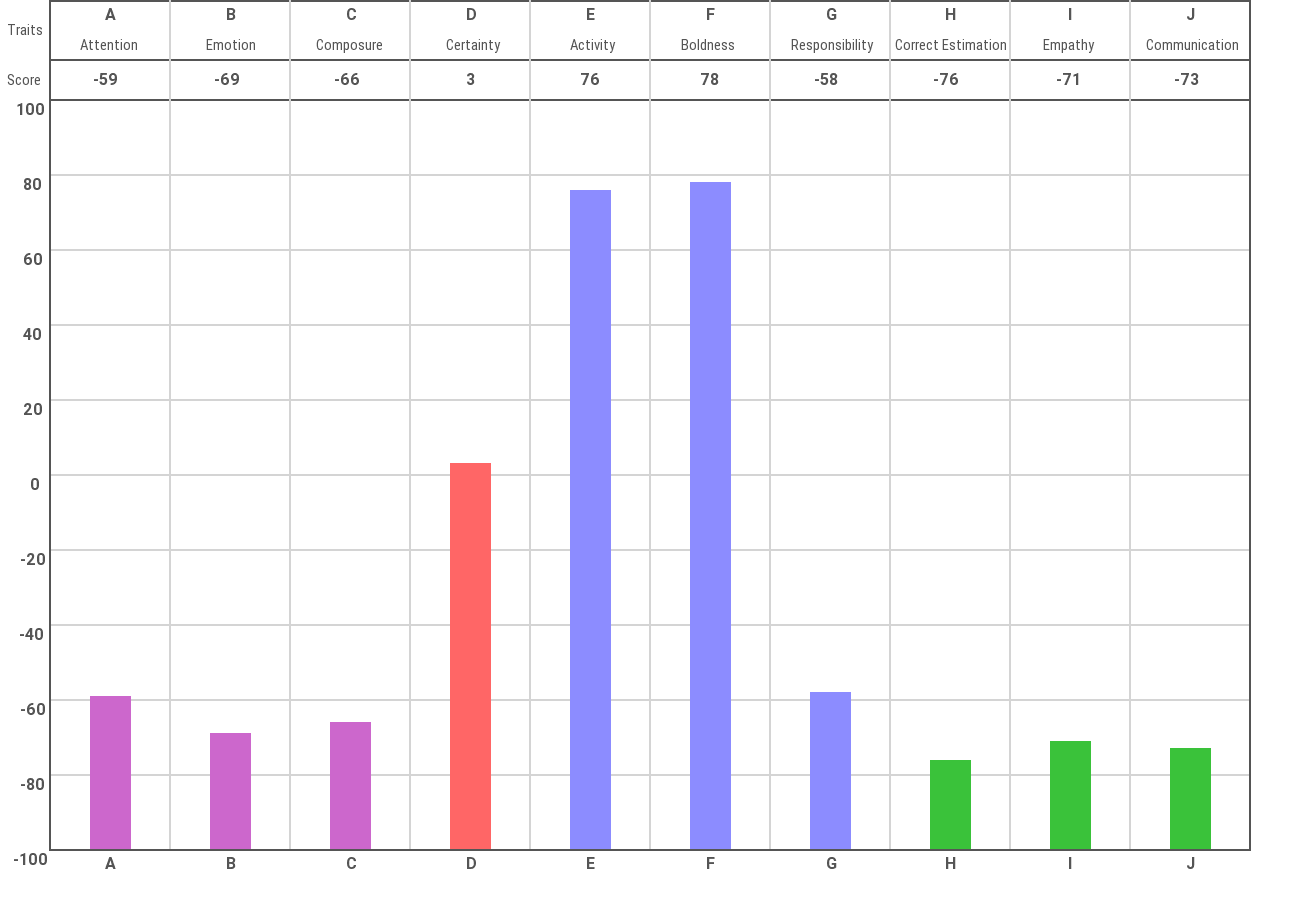 A B C D E F G H I J
Traits
Attention Emotion Composure Certainty Activity Boldness Responsibility Correct Estimation Empathy Communication
Score -59 -69 -66 3 76 78 -58 -76 -71 -73
100
80
60
40
20
0
-20
-40
-60
-80
-100
A B C D E F G H I J